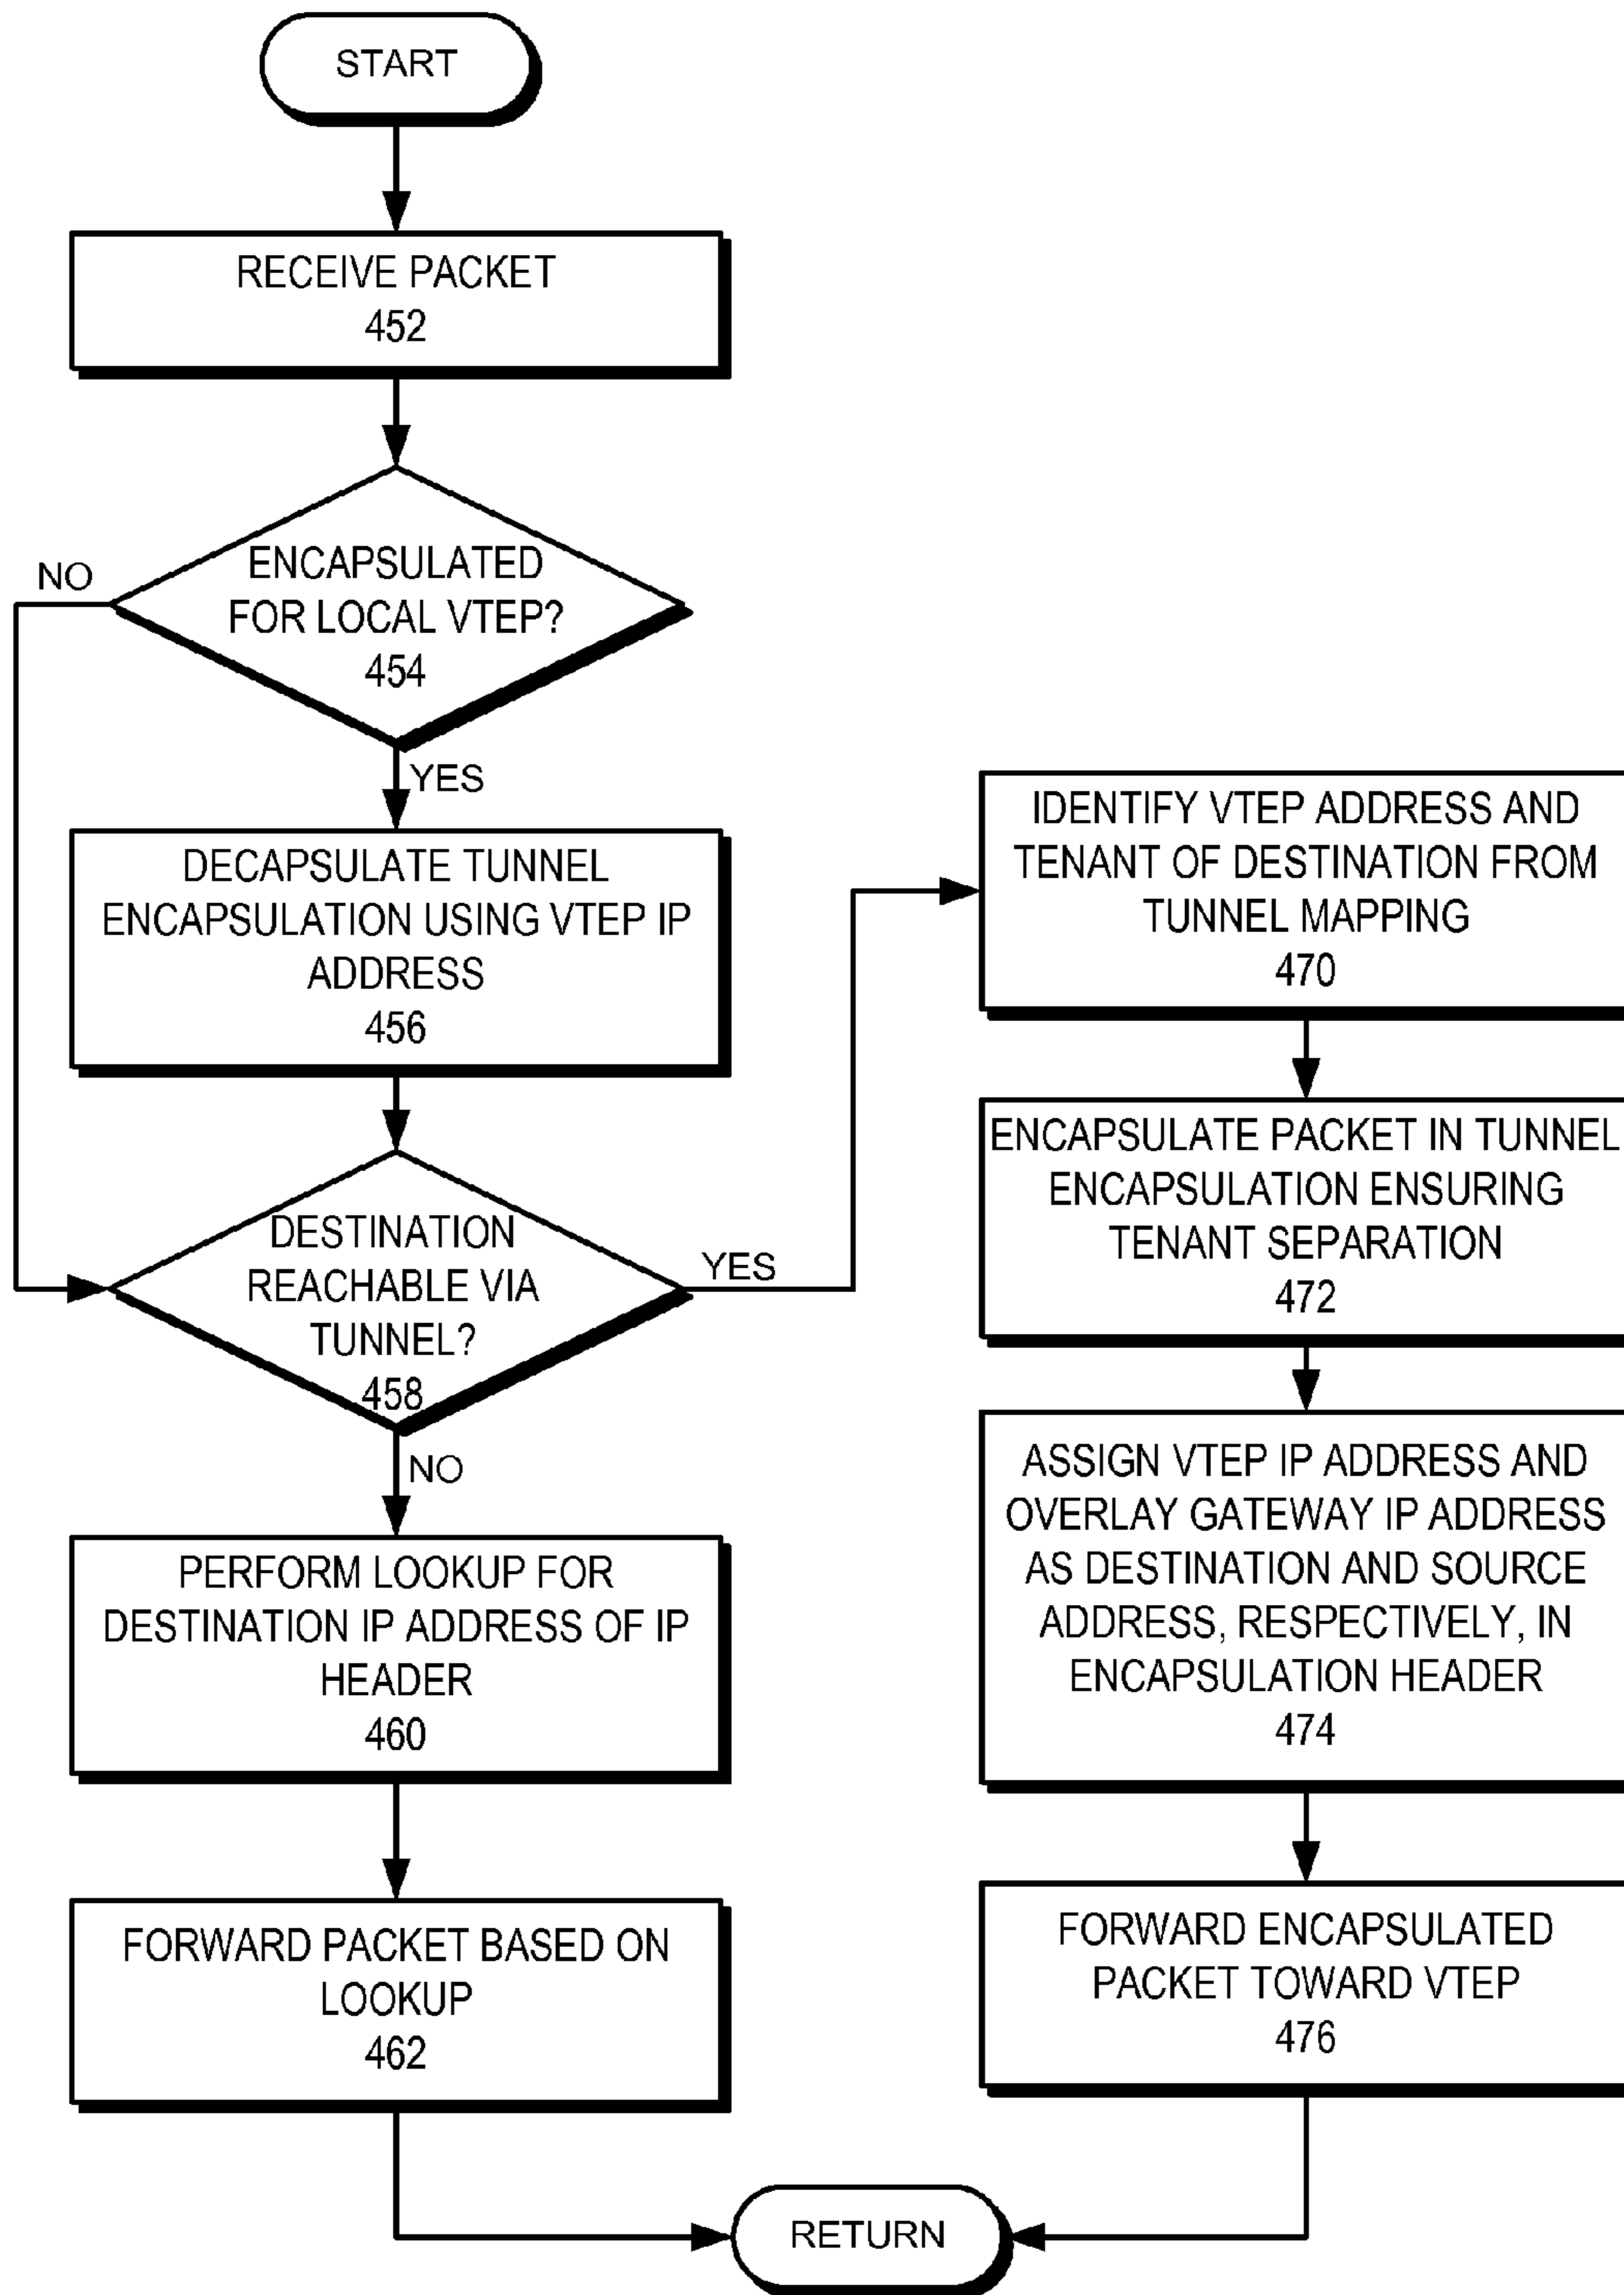 START
RECEIVE PACKET
452
ENCAPSULATED
FOR LOCAL VTEP?
454
NO
YES
DECAPSULATE TUNNEL
ENCAPSULATION USING VTEP IP
ADDRESS
456
DESTINATION
REACHABLE VIA
TUNNEL?
458
YES
NO
PERFORM LOOKUP FOR
DESTINATION IP ADDRESS OF IP
HEADER
460
FORWARD PACKET BASED ON
LOOKUP
462
IDENTIFY VTEP ADDRESS AND
TENANT OF DESTINATION FROM
TUNNEL MAPPING
470
ENCAPSULATE PACKET IN TUNNEL
ENCAPSULATION ENSURING
TENANT SEPARATION
472
ASSIGN VTEP IP ADDRESS AND
OVERLAY GATEWAY IP ADDRESS
AS DESTINATION AND SOURCE
ADDRESS, RESPECTIVELY, IN
ENCAPSULATION HEADER
474
FORWARD ENCAPSULATED
PACKET TOWARD VTEP
476
RETURN